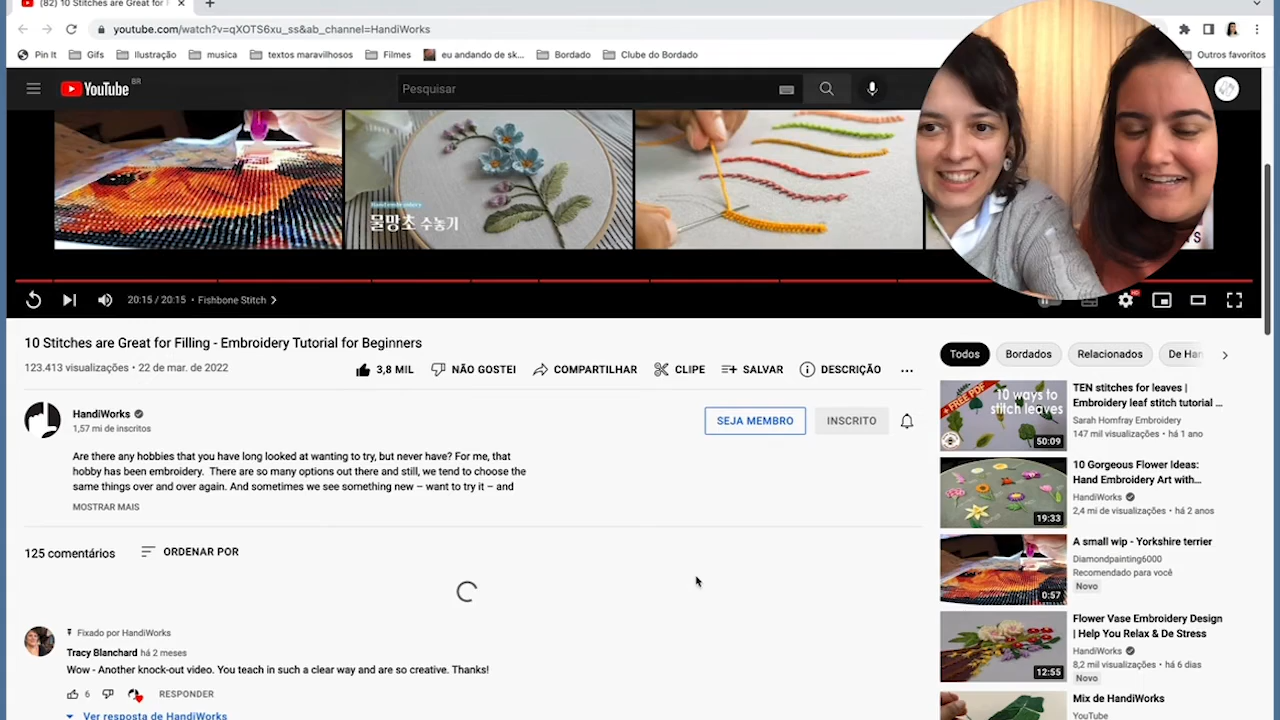 (82) 10 Stitches are Great for
youtube.com/watch?v=qXOTS6xu_ss&ab_channel=HandiWorks
Pin It
Gifs
Ilustração
musica
textos maravilhosos
Filmes
eu andando de sk...
Bordado
Clube do Bordado
Outros favoritos
YouTube BR
Pesquisar
Hand embroidery
물망초 수놓기
20:15 / 20:15 • Fishbone Stitch
HD
10 Stitches are Great for Filling - Embroidery Tutorial for Beginners
123.413 visualizações • 22 de mar. de 2022
3,8 MIL
NÃO GOSTEI
COMPARTILHAR
CLIPE
SALVAR
DESCRIÇÃO
HandiWorks
1,57 mi de inscritos
SEJA MEMBRO
INSCRITO
Are there any hobbies that you have long looked at wanting to try, but never have? For me, that
hobby has been embroidery. There are so many options out there and still, we tend to choose the
same things over and over again. And sometimes we see something new – want to try it – and
MOSTRAR MAIS
125 comentários
ORDENAR POR
Fixado por HandiWorks
Tracy Blanchard há 2 meses
Wow - Another knock-out video. You teach in such a clear way and are so creative. Thanks!
6
RESPONDER
Ver resposta de HandiWorks
Todos
Bordados
Relacionados
De Han
+ FREE PDF
10 ways to
stitch leaves
50:09
TEN stitches for leaves |
Embroidery leaf stitch tutorial ...
Sarah Homfray Embroidery
147 mil visualizações • há 1 ano
19:33
10 Gorgeous Flower Ideas:
Hand Embroidery Art with...
HandiWorks
2,4 mi de visualizações • há 2 anos
0:57
A small wip - Yorkshire terrier
Diamondpainting6000
Recomendado para você
Novo
12:55
Flower Vase Embroidery Design
| Help You Relax & De Stress
HandiWorks
8,2 mil visualizações • há 6 dias
Novo
Mix de HandiWorks
YouTube